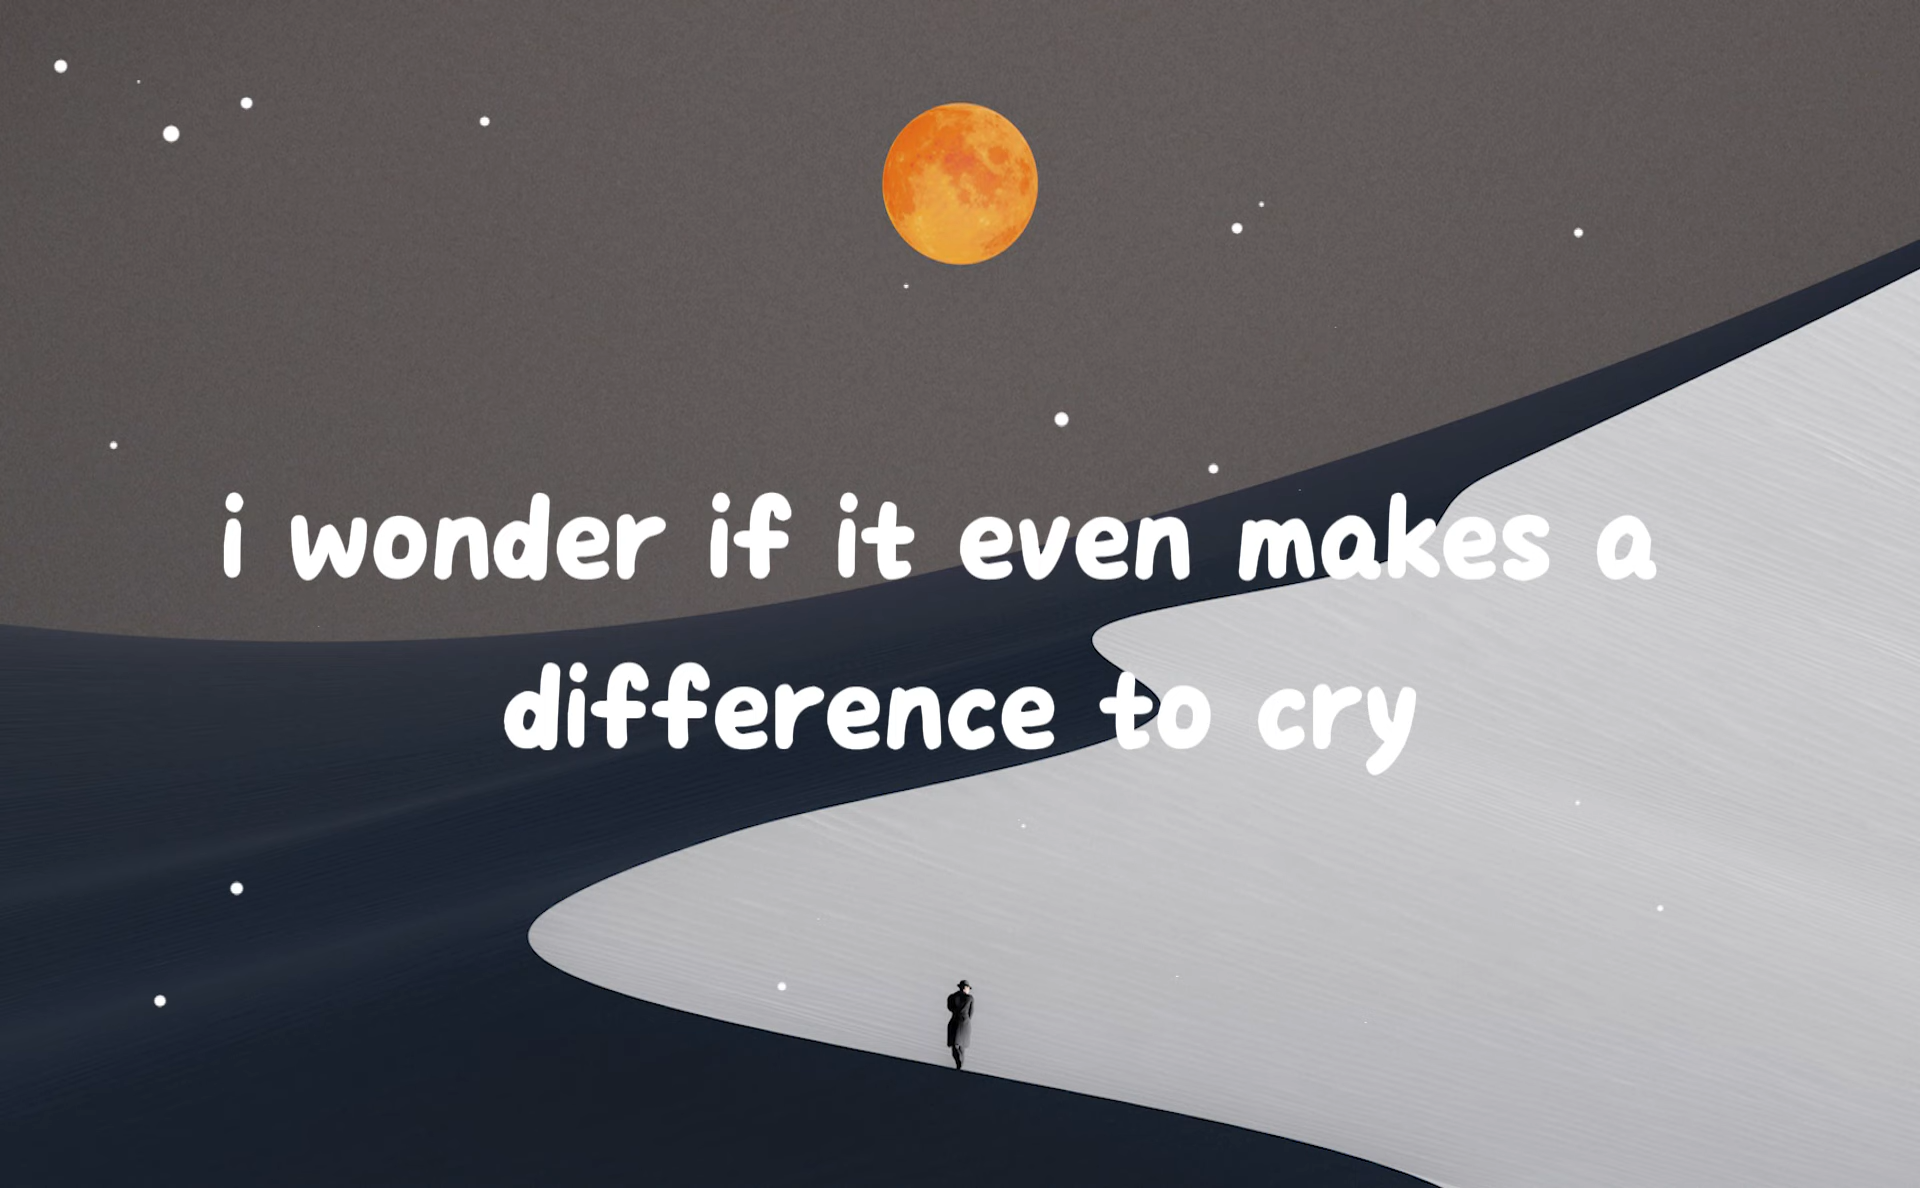 i wonder if it even makes a
difference to cry